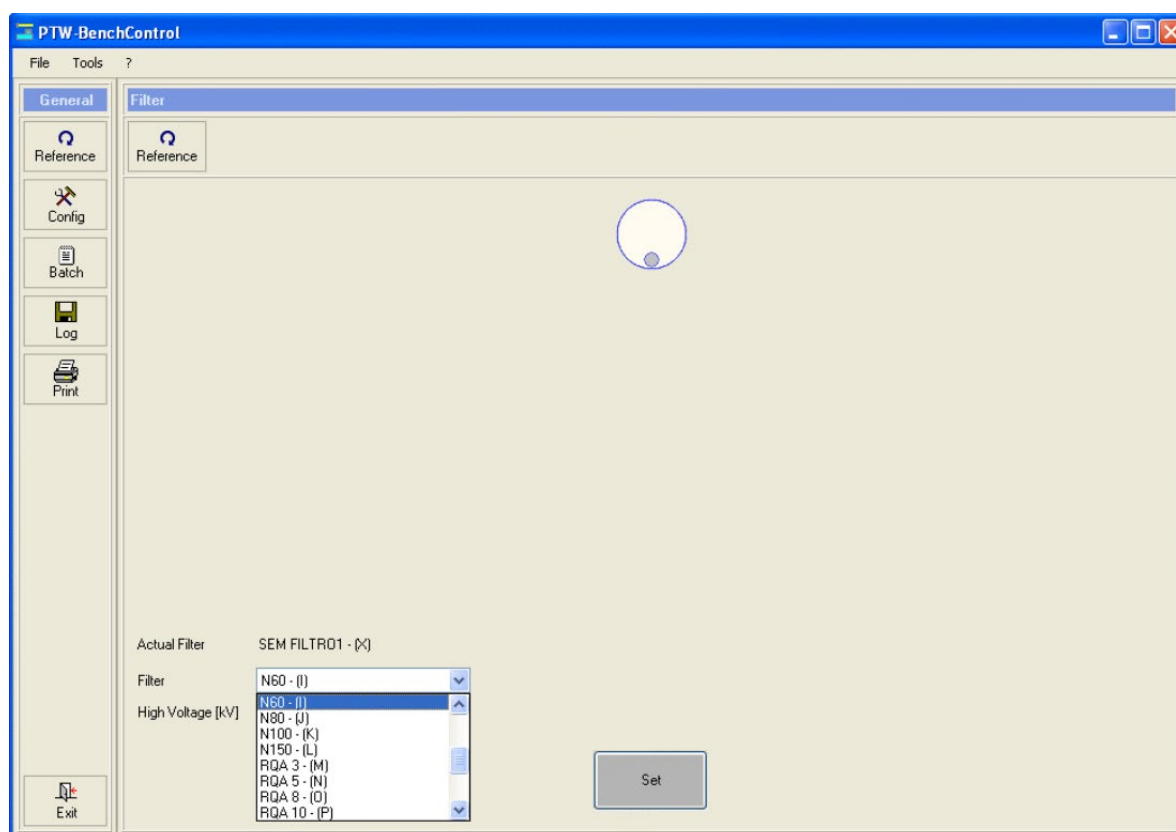 PTW-BenchControl
File Tools ?
General
Filter
Reference
Reference
Config
Batch
Log
Print
Actual Filter SEM FILTRO1 - (X)
Filter N60 - (I)
High Voltage [kV]
N60 - (I)
N80 - (J)
N100 - (K)
N150 - (L)
RQA 3 - (M)
RQA 5 - (N)
RQA 8 - (O)
RQA 10 - (P)
Set
Exit